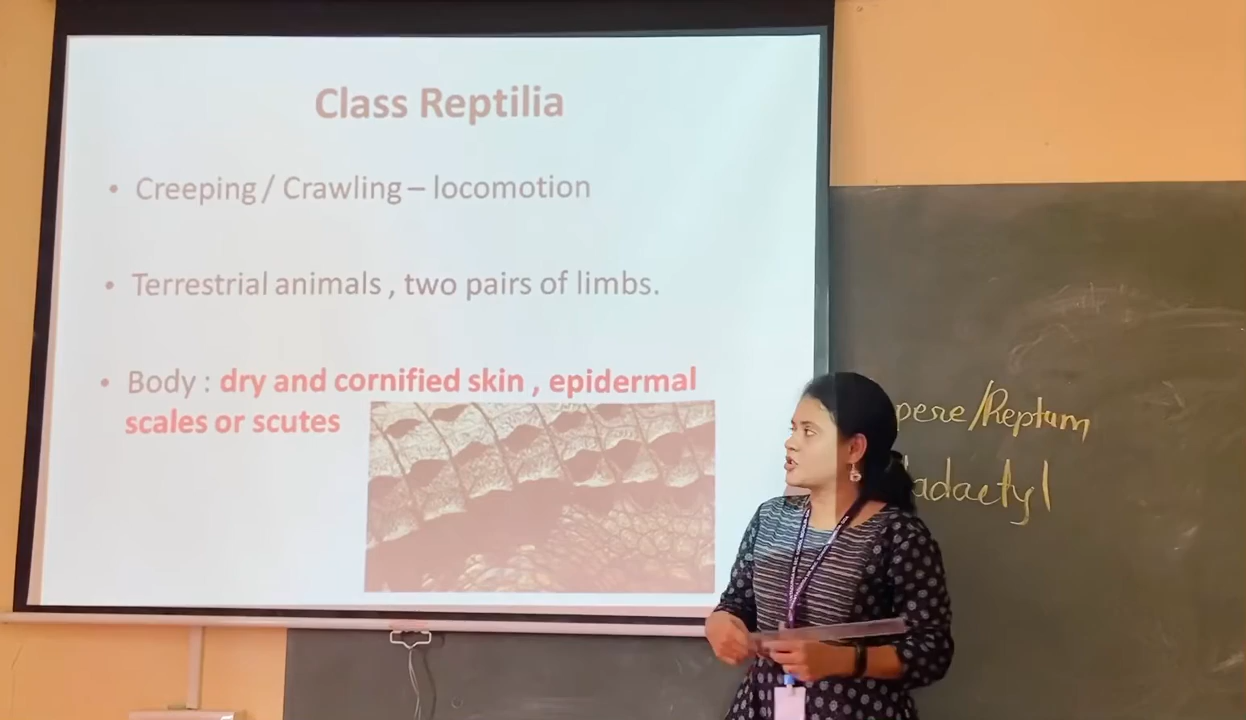 Class Reptilia
• Creeping / Crawling – locomotion
• Terrestrial animals , two pairs of limbs.
• Body : dry and cornified skin , epidermal
scales or scutes
pere/Reptum
adactyl